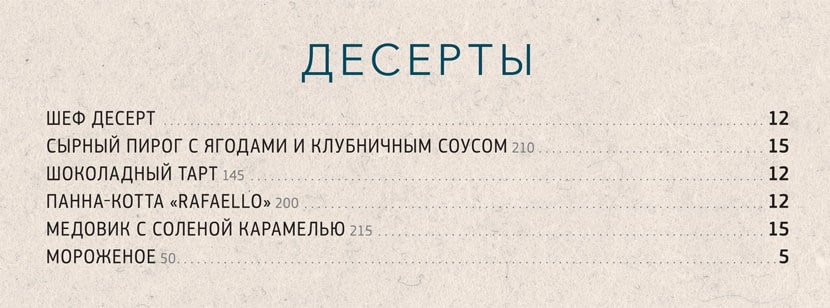 ДЕСЕРТЫ
ШЕФ ДЕСЕРТ 12
СЫРНЫЙ ПИРОГ С ЯГОДАМИ И КЛУБНИЧНЫМ СОУСОМ 210 15
ШОКОЛАДНЫЙ ТАРТ 145 12
ПАННА-КОТТА «RAFAELLO» 200 12
МЕДОВИК С СОЛЕНОЙ КАРАМЕЛЬЮ 215 15
МОРОЖЕНОЕ 50 5